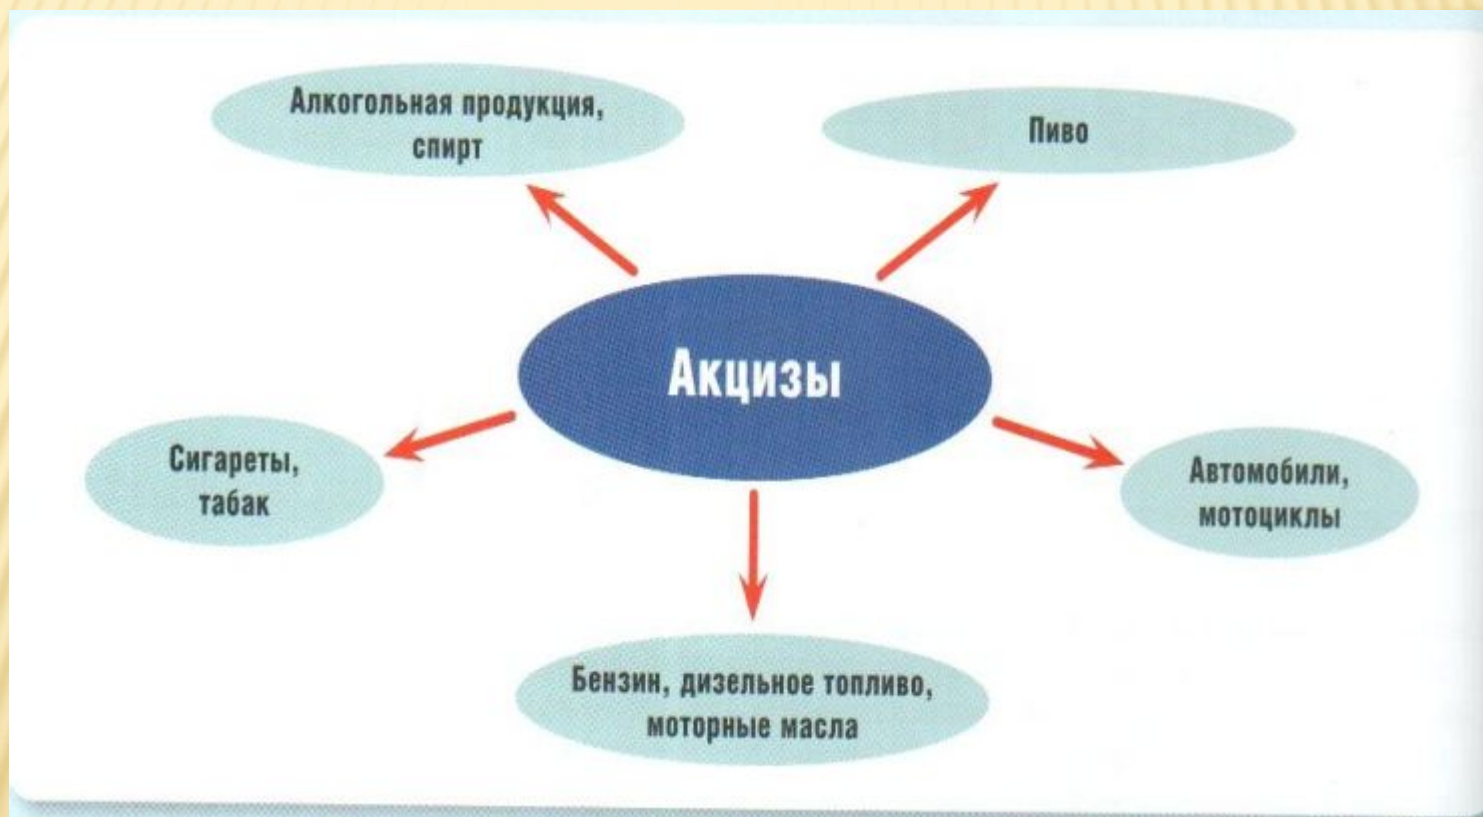 Алкогольная продукция,
спирт
Пиво
Акцизы
Сигареты,
табак
Автомобили,
мотоциклы
Бензин, дизельное топливо,
моторные масла